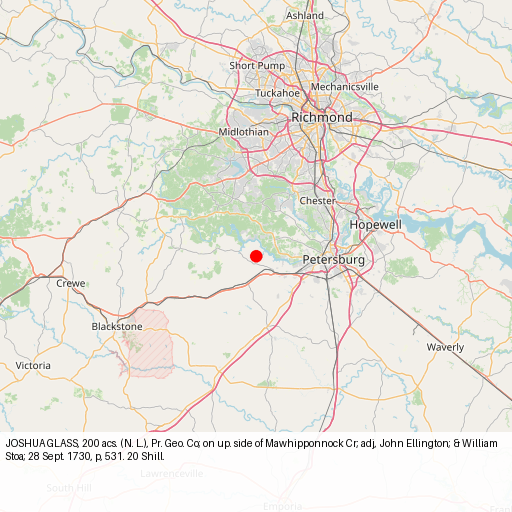 Ashland
Short Pump
Mechanicsville
Tuckahoe
Richmond
Midlothian
Chester
Hopewell
Petersburg
Crewe
Blackstone
Waverly
Victoria
JOSHUA GLASS, 200 acs. (N. L.), Pr. Geo. Co; on up. side of Mawhipponnock Cr; adj, John Ellington; & William
Stoa; 28 Sept. 1730, p, 531. 20 Shill.
Lawrenceville
South Hill
Emporia